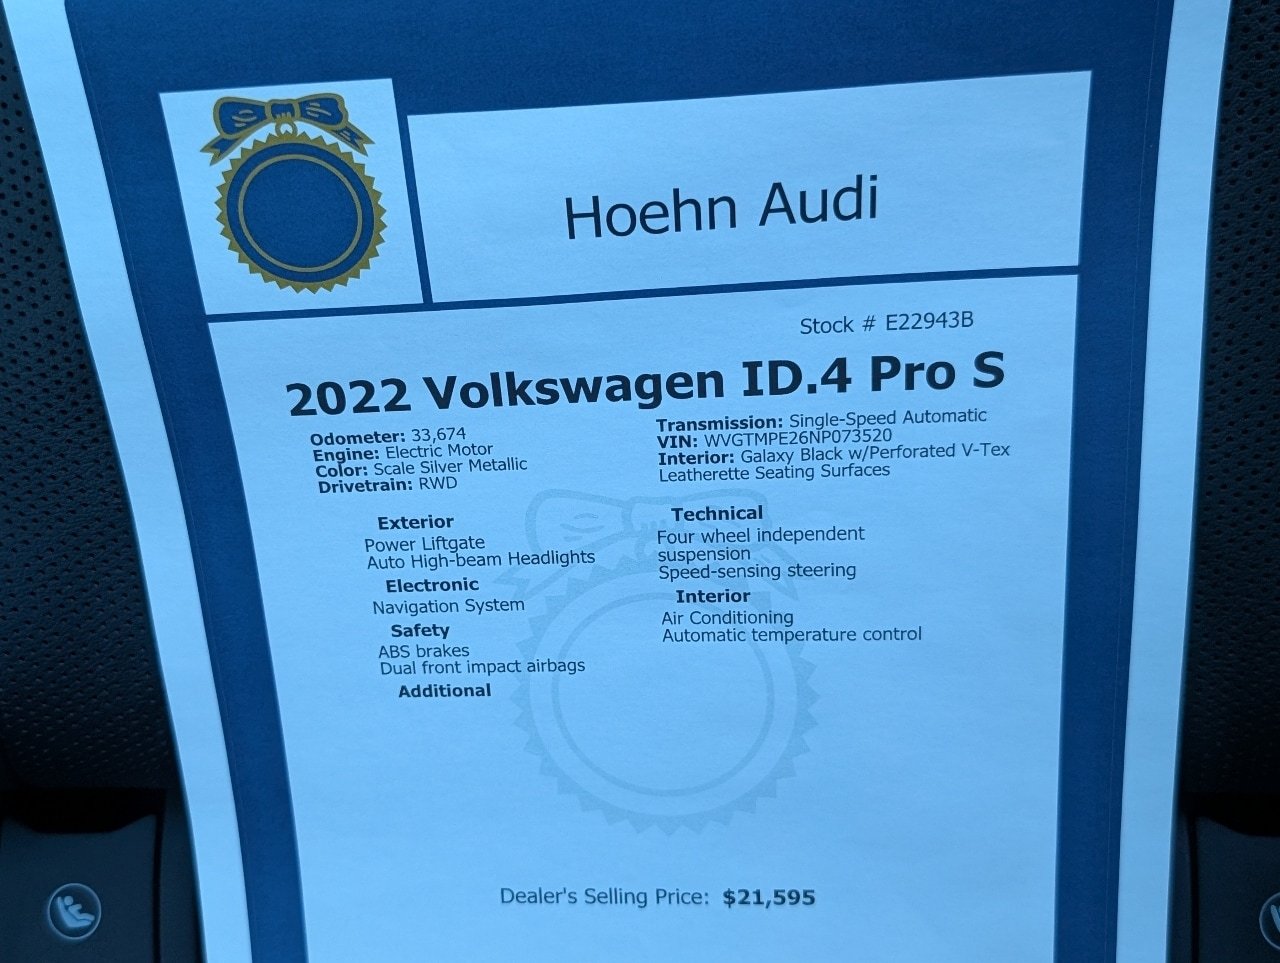 Hoehn Audi
Stock # E22943B
2022 Volkswagen ID.4 Pro S
Odometer: 33,674
Engine: Electric Motor
Color: Scale Silver Metallic
Drivetrain: RWD
Transmission: Single-Speed Automatic
VIN: WVGTMPE26NP073520
Interior: Galaxy Black w/Perforated V-Tex
Leatherette Seating Surfaces
Exterior
Power Liftgate
Auto High-beam Headlights
Electronic
Navigation System
Safety
ABS brakes
Dual front impact airbags
Additional
Technical
Four wheel independent
suspension
Speed-sensing steering
Interior
Air Conditioning
Automatic temperature control
Dealer's Selling Price: $21,595